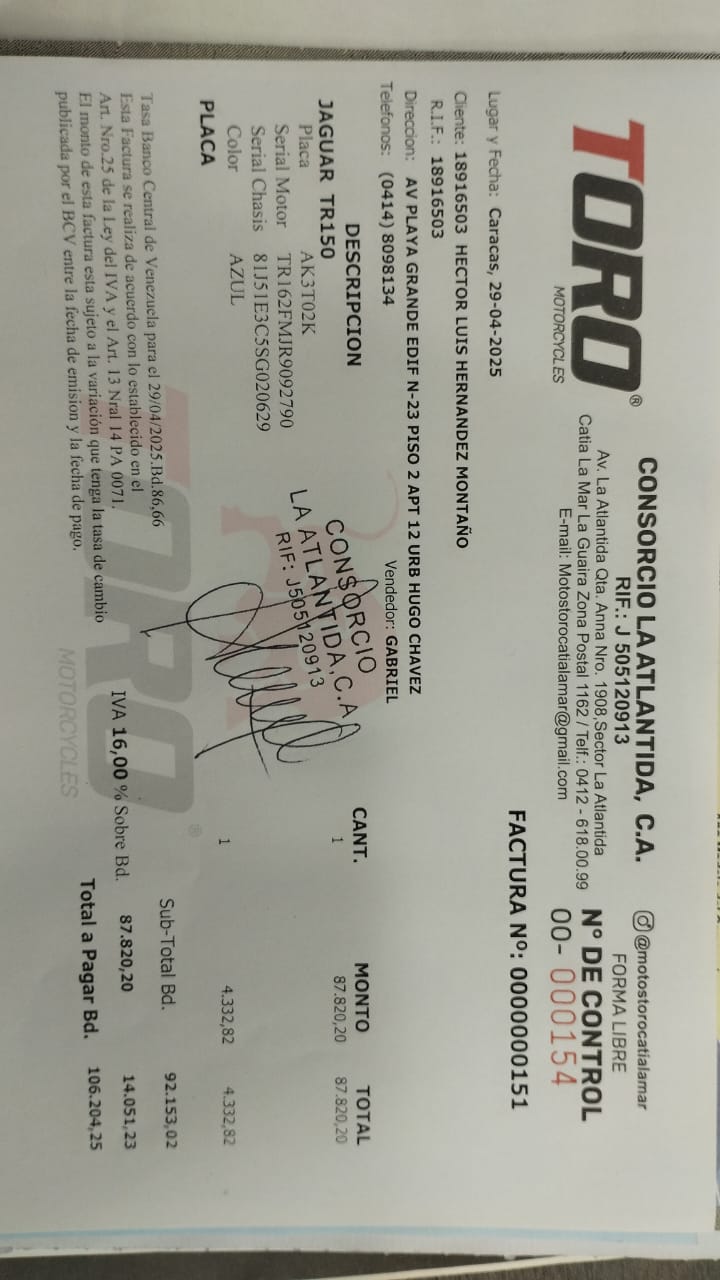 TORO®
MOTORCYCLES
CONSORCIO LA ATLANTIDA, C.A.
RIF.: J 505120913
Av. La Atlantida Qta. Anna Nro. 1908,Sector La Atlantida
Catia La Mar La Guaira Zona Postal 1162 / Telf.: 0412 - 618.00.99
E-mail: Motostorocatialamar@gmail.com
@motostorocatialamar
FORMA LIBRE
N° DE CONTROL
00- 000154
FACTURA N°: 0000000151
Lugar y Fecha: Caracas, 29-04-2025
Cliente: 18916503 HECTOR LUIS HERNANDEZ MONTAÑO
R.I.F.: 18916503
Direccion: AV PLAYA GRANDE EDIF N-23 PISO 2 APT 12 URB HUGO CHAVEZ
Telefonos: (0414) 8098134 Vendedor: GABRIEL
DESCRIPCION CANT. MONTO TOTAL
JAGUAR TR150 1 87.820,20 87.820,20
Placa AK3T02K
Serial Motor TR162FMJR9092790
Serial Chasis 81J51E3C5SG020629
Color AZUL
PLACA 1 4.332,82 4.332,82
CONSORCIO
LA ATLANTIDA, C.A
RIF: J505120913
TORO®
MOTORCYCLES
Tasa Banco Central de Venezuela para el 29/04/2025.Bd.86,66
Esta Factura se realiza de acuerdo con lo establecido en el
Art. Nro.25 de la Ley del IVA y el Art. 13 Nral 14 PA 0071.
El monto de esta factura esta sujeto a la variación que tenga la tasa de cambio
publicada por el BCV entre la fecha de emision y la fecha de pago.
Sub-Total Bd. 92.153,02
IVA 16,00 % Sobre Bd. 87.820,20 14.051,23
Total a Pagar Bd. 106.204,25